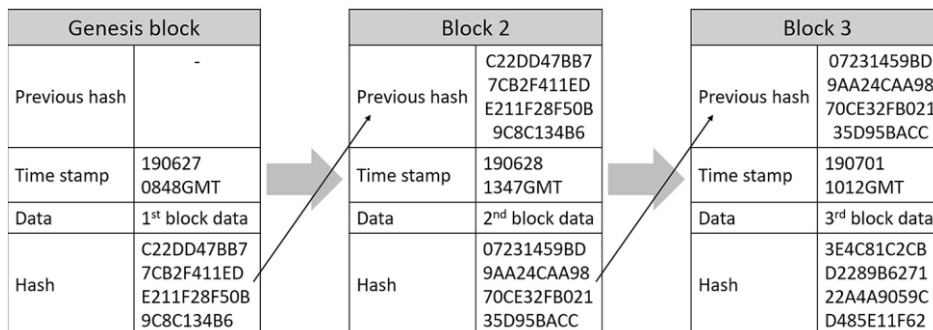 Genesis block
Previous hash
-
Time stamp
190627
0848GMT
Data
1st block data
Hash
C22DD47BB7
7CB2F411ED
E211F28F50B
9C8C134B6
Block 2
Previous hash
C22DD47BB7
7CB2F411ED
E211F28F50B
9C8C134B6
Time stamp
190628
1347GMT
Data
2nd block data
Hash
07231459BD
9AA24CAA98
70CE32FB021
35D95BACC
Block 3
Previous hash
07231459BD
9AA24CAA98
70CE32FB021
35D95BACC
Time stamp
190701
1012GMT
Data
3rd block data
Hash
3E4C81C2CB
D2289B6271
22A4A9059C
D485E11F62